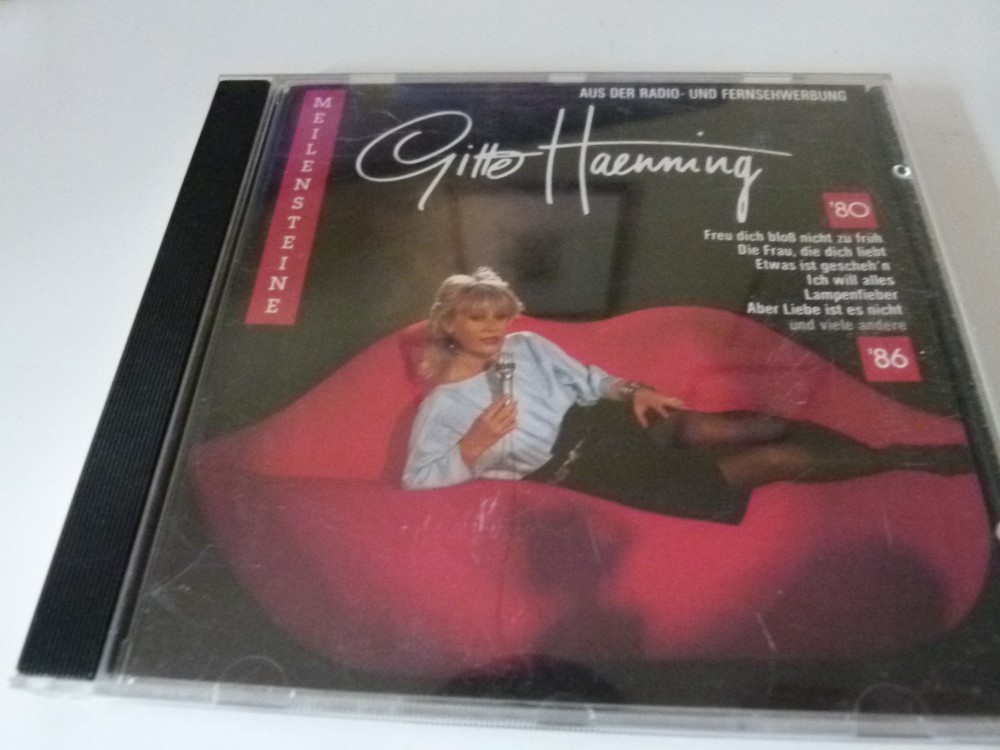 AUS DER RADIO- UND FERNSEHWERBUNG
MEILENSTEINE
Gitte Haenning
'80
Freu dich bloß nicht zu früh
Die Frau, die dich liebt
Etwas ist gescheh'n
Ich will alles
Lampenfieber
Aber Liebe ist es nicht
und viele andere
'86